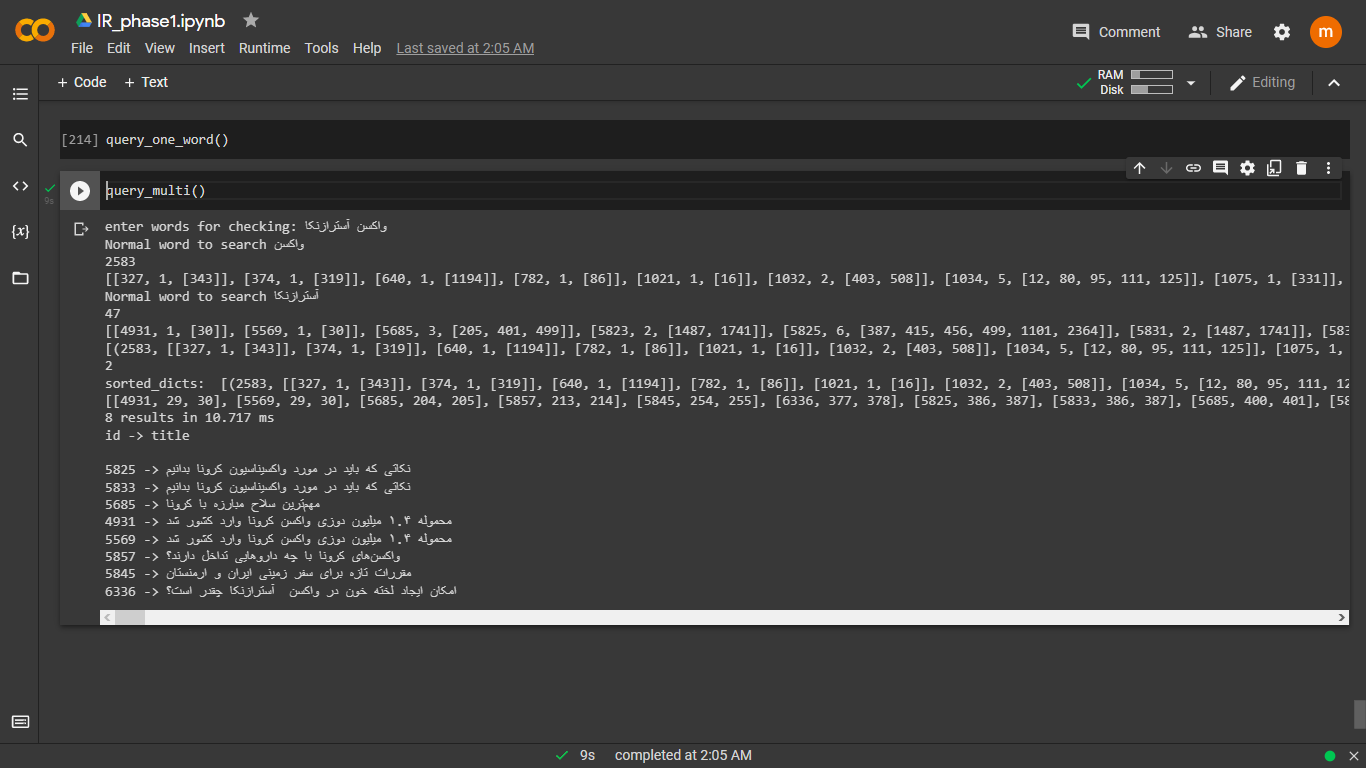 IR_phase1.ipynb
File Edit View Insert Runtime Tools Help Last saved at 2:05 AM
Comment Share m
+ Code + Text
RAM
Disk
Editing
[214] query_one_word()
query_multi()
9s
enter words for checking: واکسن آسترازنکا
Normal word to search واکسن
2583
[[327, 1, [343]], [374, 1, [319]], [640, 1, [1194]], [782, 1, [86]], [1021, 1, [16]], [1032, 2, [403, 508]], [1034, 5, [12, 80, 95, 111, 125]], [1075, 1, [331]],
Normal word to search آسترازنکا
47
[[4931, 1, [30]], [5569, 1, [30]], [5685, 3, [205, 401, 499]], [5823, 2, [1487, 1741]], [5825, 6, [387, 415, 456, 499, 1101, 2364]], [5831, 2, [1487, 1741]], [583
[(2583, [[327, 1, [343]], [374, 1, [319]], [640, 1, [1194]], [782, 1, [86]], [1021, 1, [16]], [1032, 2, [403, 508]], [1034, 5, [12, 80, 95, 111, 125]], [1075, 1,
2
sorted_dicts: [(2583, [[327, 1, [343]], [374, 1, [319]], [640, 1, [1194]], [782, 1, [86]], [1021, 1, [16]], [1032, 2, [403, 508]], [1034, 5, [12, 80, 95, 111, 12
[[4931, 29, 30], [5569, 29, 30], [5685, 204, 205], [5857, 213, 214], [5845, 254, 255], [6336, 377, 378], [5825, 386, 387], [5833, 386, 387], [5685, 400, 401], [58
8 results in 10.717 ms
id -> title
5825 -> نکاتی که باید در مورد واکسیناسیون کرونا بدانیم
5833 -> نکاتی که باید در مورد واکسیناسیون کرونا بدانیم
5685 -> مهم‌ترین سلاح مبارزه با کرونا
4931 -> محموله ۱.۴ میلیون دوزی واکسن کرونا وارد کشور شد
5569 -> محموله ۱.۴ میلیون دوزی واکسن کرونا وارد کشور شد
5857 -> واکسن‌های کرونا با چه داروهایی تداخل دارند؟
5845 -> مقررات تازه برای سفر زمینی ایران و ارمنستان
6336 -> امکان ایجاد لخته خون در واکسن آسترازنکا چقدر است؟
9s completed at 2:05 AM